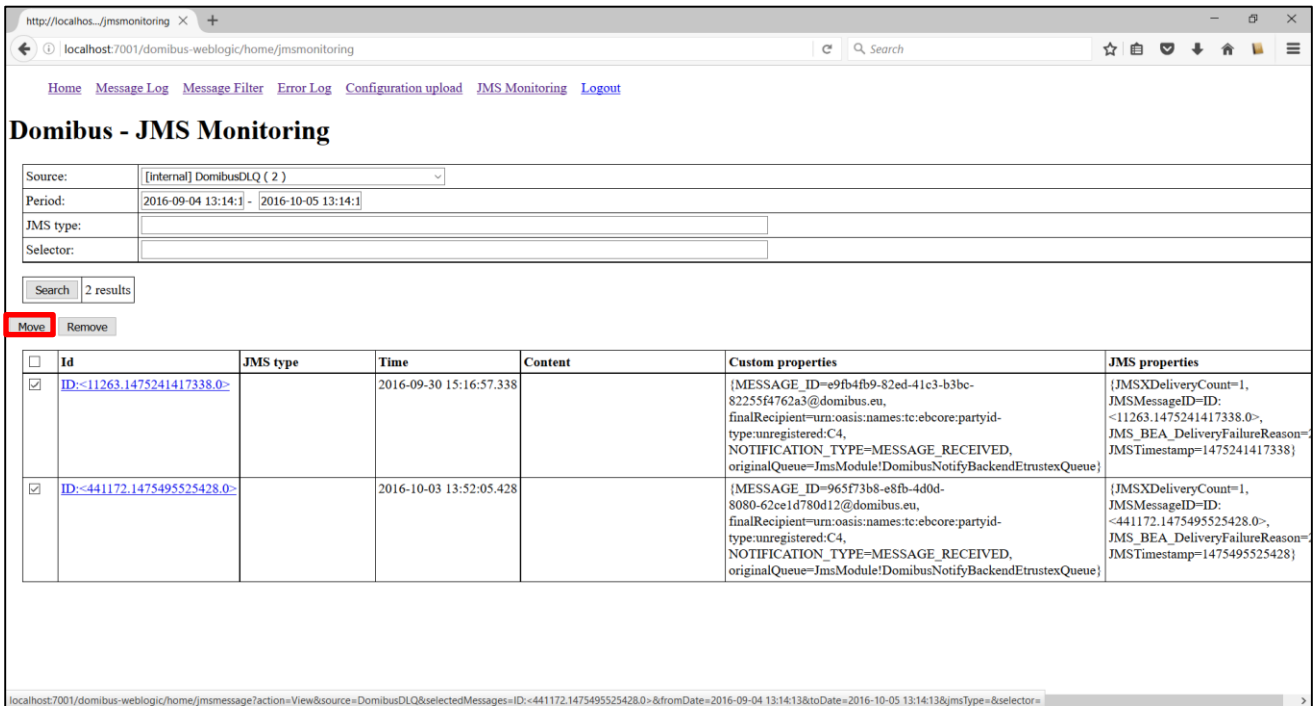 http://localhos.../jmsmonitoring
localhost:7001/domibus-weblogic/home/jmsmonitoring
Search
Home Message Log Message Filter Error Log Configuration upload JMS Monitoring Logout
Domibus - JMS Monitoring
Source: [internal] DomibusDLQ ( 2 )
Period: 2016-09-04 13:14:1 - 2016-10-05 13:14:1
JMS type:
Selector:
Search 2 results
Move Remove
Id JMS type Time Content Custom properties JMS properties
ID:<11263.1475241417338.0> 2016-09-30 15:16:57.338
{MESSAGE_ID=e9fb4fb9-82ed-41c3-b3bc-
82255f4762a3@domibus.eu,
finalRecipient=urn:oasis:names:tc:ebcore:partyid-
type:unregistered:C4,
NOTIFICATION_TYPE=MESSAGE_RECEIVED,
originalQueue=JmsModule!DomibusNotifyBackendEtrustexQueue}
{JMSXDeliveryCount=1,
JMSMessageID=ID:
<11263.1475241417338.0>,
JMS_BEA_DeliveryFailureReason=
JMSTimestamp=1475241417338}
ID:<441172.1475495525428.0> 2016-10-03 13:52:05.428
{MESSAGE_ID=965f73b8-e8fb-4d0d-
8080-62ce1d780d12@domibus.eu,
finalRecipient=urn:oasis:names:tc:ebcore:partyid-
type:unregistered:C4,
NOTIFICATION_TYPE=MESSAGE_RECEIVED,
originalQueue=JmsModule!DomibusNotifyBackendEtrustexQueue}
{JMSXDeliveryCount=1,
JMSMessageID=ID:
<441172.1475495525428.0>,
JMS_BEA_DeliveryFailureReason=
JMSTimestamp=1475495525428}
localhost:7001/domibus-weblogic/home/jmsmessage?action=View&source=DomibusDLQ&selectedMessages=ID:<441172.1475495525428.0>&fromDate=2016-09-04 13:14:13&toDate=2016-10-05 13:14:13&jmsType=&selector=